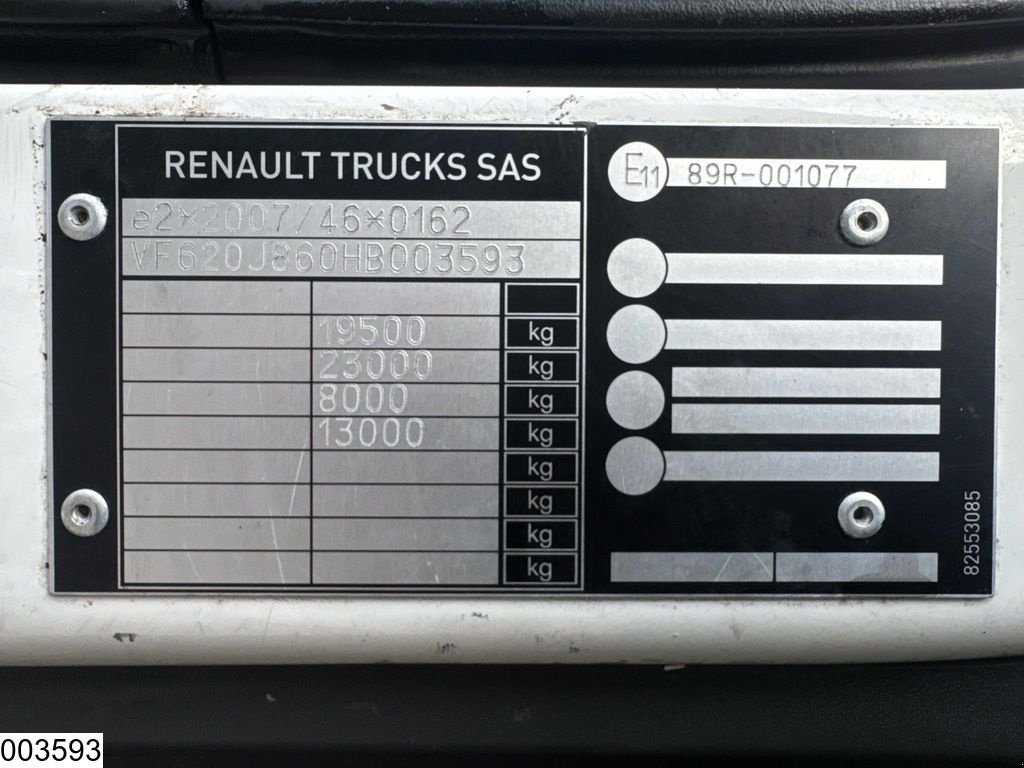 RENAULT TRUCKS SAS
e2*2007/46*0162
VF620J860HB003593
19500 kg
23000 kg
8000 kg
13000 kg
kg
kg
kg
kg
E11 89R-001077
82553085
003593